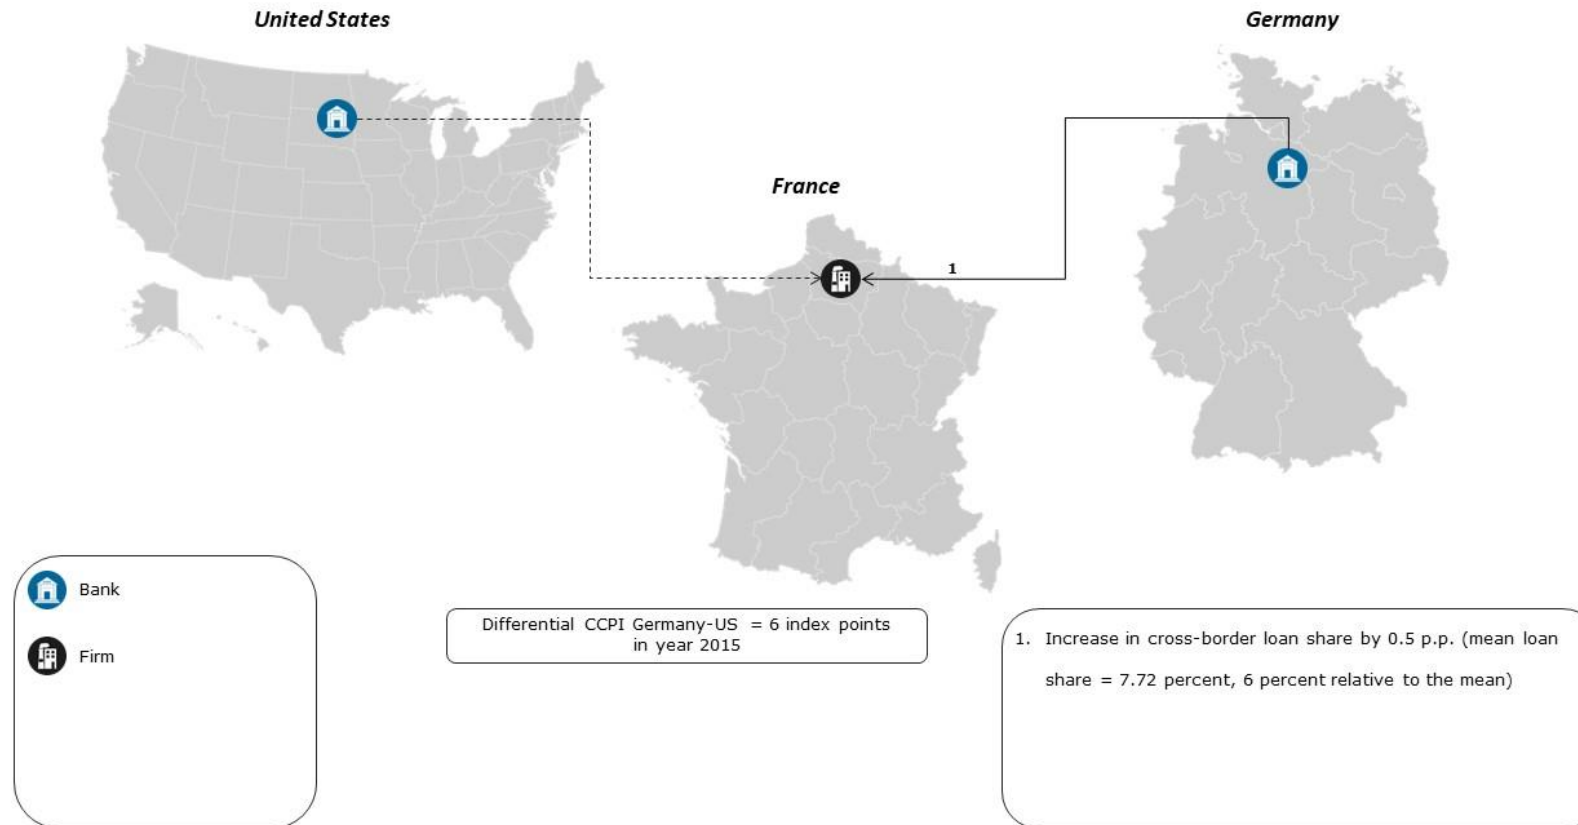 United States
Germany
France
1
Bank
Firm
Differential CCPI Germany-US = 6 index points
in year 2015
1. Increase in cross-border loan share by 0.5 p.p. (mean loan
share = 7.72 percent, 6 percent relative to the mean)